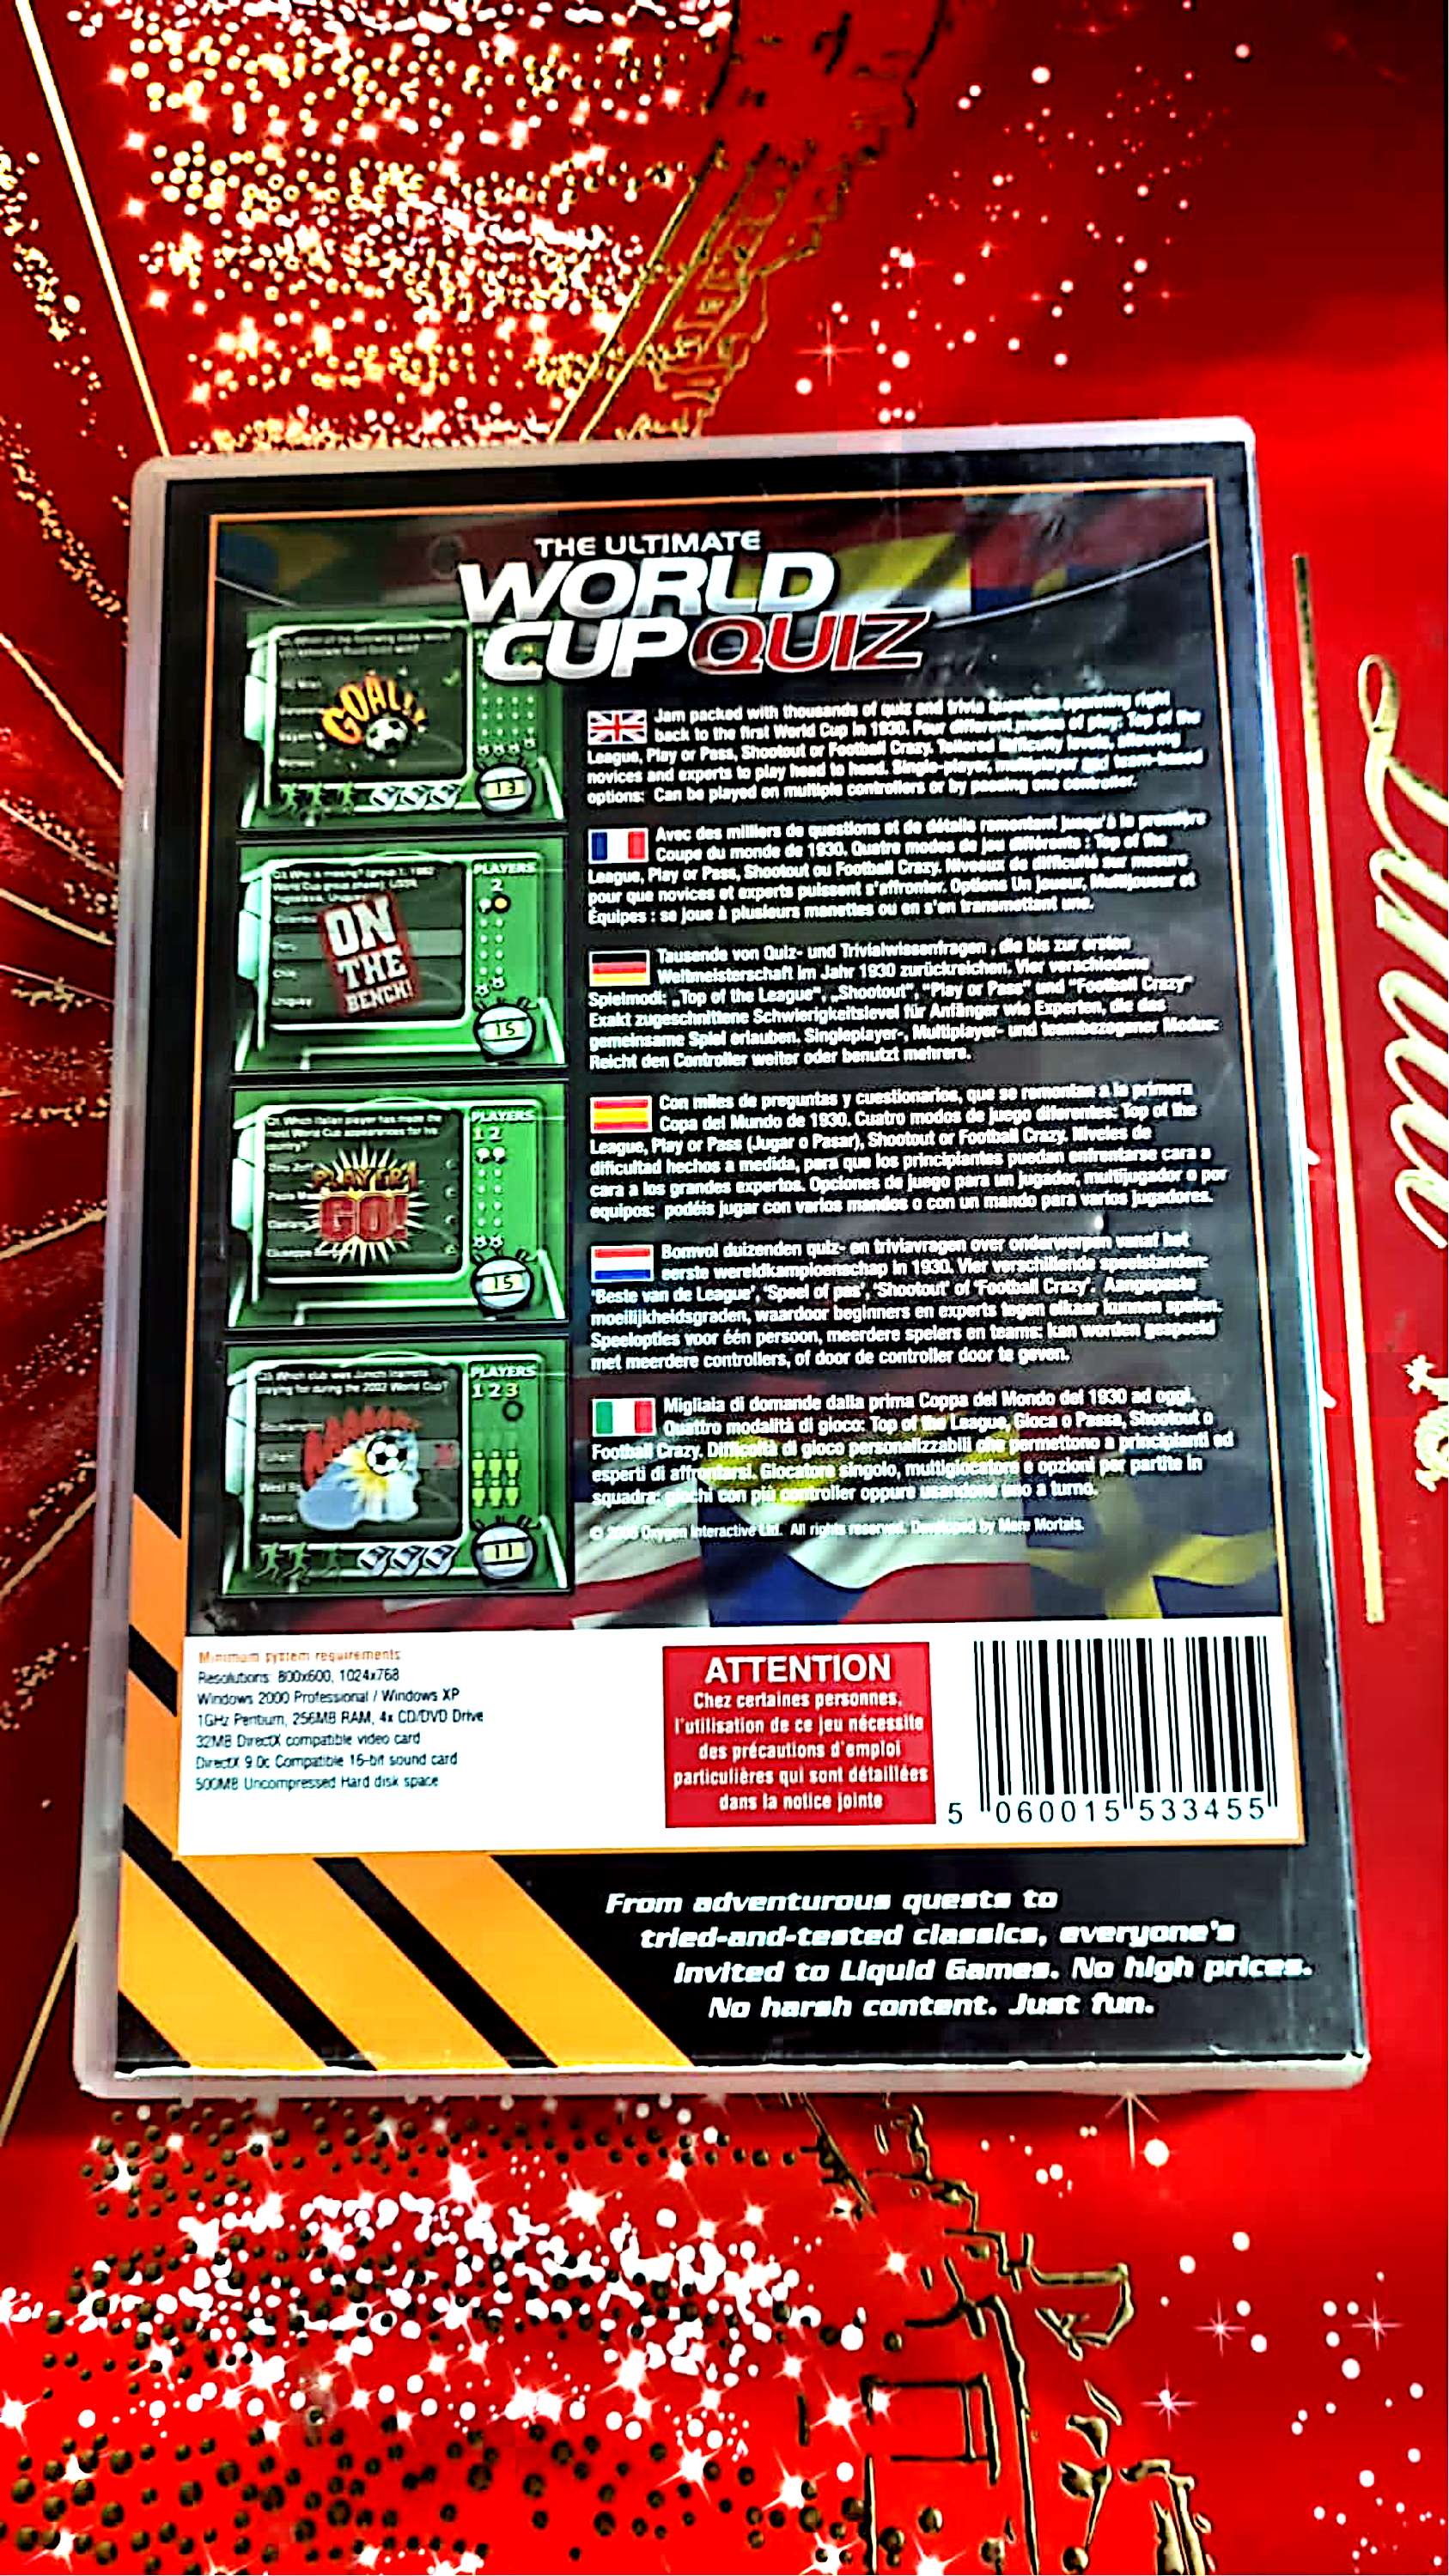 THE ULTIMATE
WORLD
CUP QUIZ
GOAL!
13
Jam packed with thousands of quiz and trivia questions spanning right
back to the first World Cup in 1930. Four different modes of play: Top of the
League, Play or Pass, Shootout or Football Crazy. Tailored difficulty levels, allowing
novices and experts to play head to head. Single-player, multiplayer and team-based
options: Can be played on multiple controllers or by passing one controller.
PLAYERS
2
ON
THE
BENCH!
15
Avec des milliers de questions et de détails remontant jusqu'à la première
Coupe du monde de 1930. Quatre modes de jeu différents : Top of the
League, Play or Pass, Shootout ou Football Crazy. Niveaux de difficulté sur mesure
pour que novices et experts puissent s'affronter. Options Un joueur, Multijoueur et
Équipes : se joue à plusieurs manettes ou en s'en transmettant une.
Tausende von Quiz- und Trivialwissenfragen , die bis zur ersten
Weltmeisterschaft im Jahr 1930 zurückreichen. Vier verschiedene
Spielmodi: „Top of the League", „Shootout", "Play or Pass" und "Football Crazy"
Exakt zugeschnittene Schwierigkeitslevel für Anfänger wie Experten, die das
gemeinsame Spiel erlauben. Singleplayer-, Multiplayer- und teambezogener Modus:
Reicht den Controller weiter oder benutzt mehrere.
PLAYERS
1 2
PLAYER 1
GO!
15
Con miles de preguntas y cuestionarios, que se remontan a la primera
Copa del Mundo de 1930. Cuatro modos de juego diferentes: Top of the
League, Play or Pass (Jugar o Pasar), Shootout or Football Crazy. Niveles de
dificultad hechos a medida, para que los principiantes puedan enfrentarse cara a
cara a los grandes expertos. Opciones de juego para un jugador, multijugador o por
equipos: podéis jugar con varios mandos o con un mando para varios jugadores.
Bomvol duizenden quiz- en triviavragen over onderwerpen vanaf het
eerste wereldkampioenschap in 1930. Vier verschillende speelstanden:
'Beste van de League', 'Speel of pas', 'Shootout' of 'Football Crazy'. Aangepaste
moeilijkheidsgraden, waardoor beginners en experts tegen elkaar kunnen spelen.
Speelopties voor één persoon, meerdere spelers en teams: kan worden gespeeld
met meerdere controllers, of door de controller door te geven.
PLAYERS
1 2 3
11
Migliaia di domande dalla prima Coppa del Mondo del 1930 ad oggi.
Quattro modalità di gioco: Top of the League, Gioca o Passa, Shootout o
Football Crazy. Difficoltà di gioco personalizzabili che permettono a principianti ed
esperti di affrontarsi. Giocatore singolo, multigiocatore e opzioni per partite in
squadra: giochi con più controller oppure usandone uno a turno.
© Oxygen Interactive Ltd. All rights reserved. Developed by Mere Mortals.
Minimum system requirements
Resolutions: 800x600, 1024x768
Windows 2000 Professional / Windows XP
1GHz Pentium, 256MB RAM, 4x CD/DVD Drive
32MB DirectX compatible video card
DirectX 9.0c Compatible 16-bit sound card
500MB Uncompressed Hard disk space
ATTENTION
Chez certaines personnes,
l'utilisation de ce jeu nécessite
des précautions d'emploi
particulières qui sont détaillées
dans la notice jointe
5 060015 533455
From adventurous quests to
tried-and-tested classics, everyone's
invited to Liquid Games. No high prices.
No harsh content. Just fun.